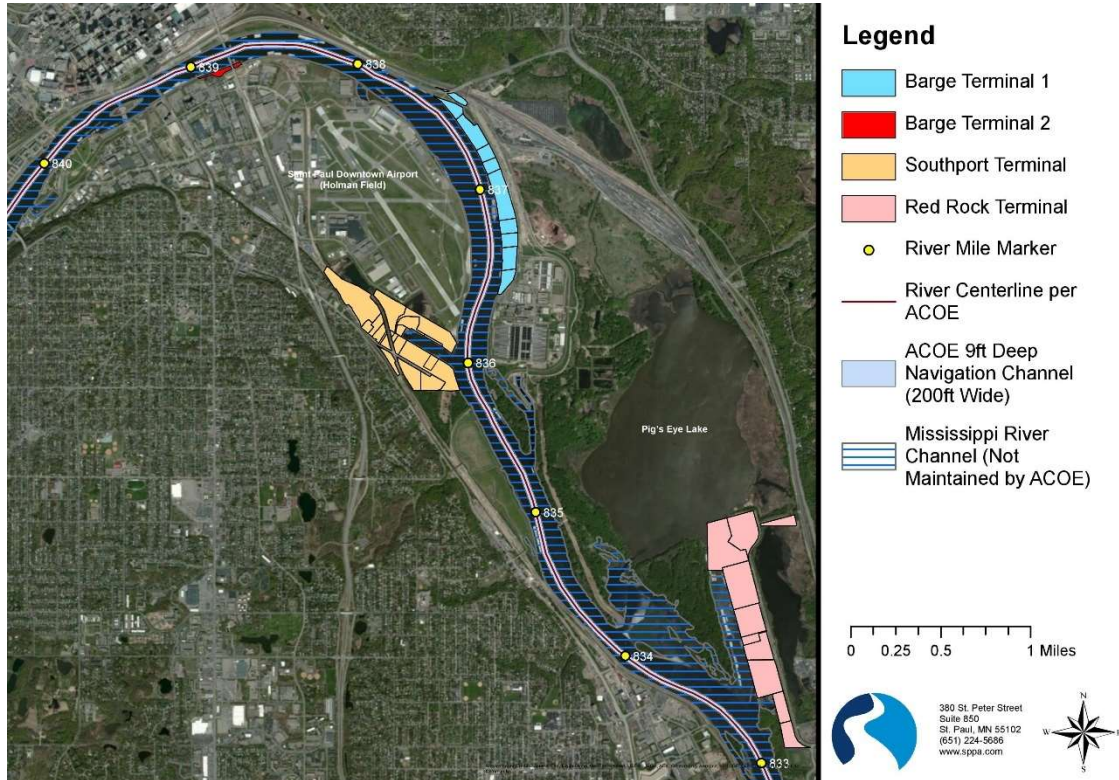 839
838
840
837
Saint Paul Downtown Airport
(Holman Field)
836
Pig's Eye Lake
835
834
833
Legend
Barge Terminal 1
Barge Terminal 2
Southport Terminal
Red Rock Terminal
River Mile Marker
River Centerline per
ACOE
ACOE 9ft Deep
Navigation Channel
(200ft Wide)
Mississippi River
Channel (Not
Maintained by ACOE)
0 0.25 0.5 1 Miles
380 St. Peter Street
Suite 850
St. Paul, MN 55102
(651) 224-5686
www.sppa.com
N
W E
S